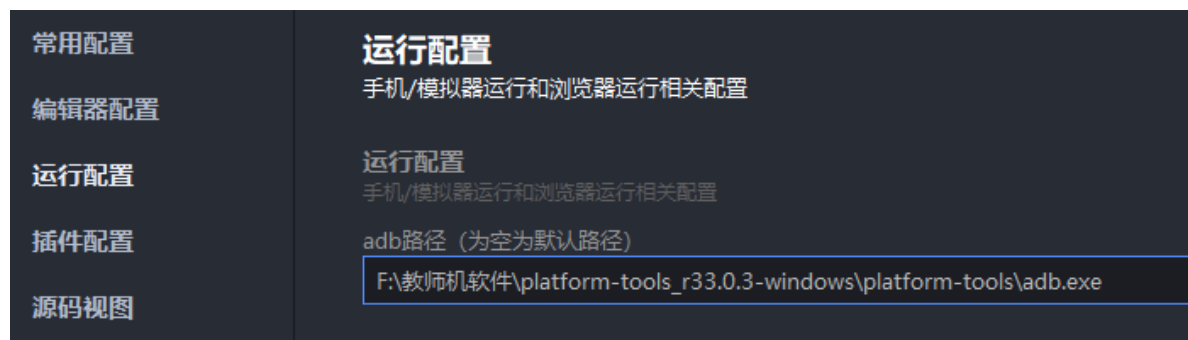 常用配置
编辑器配置
运行配置
插件配置
源码视图
运行配置
手机/模拟器运行和浏览器运行相关配置
运行配置
手机/模拟器运行和浏览器运行相关配置
adb路径（为空为默认路径）
F:\教师机软件\platform-tools_r33.0.3-windows\platform-tools\adb.exe